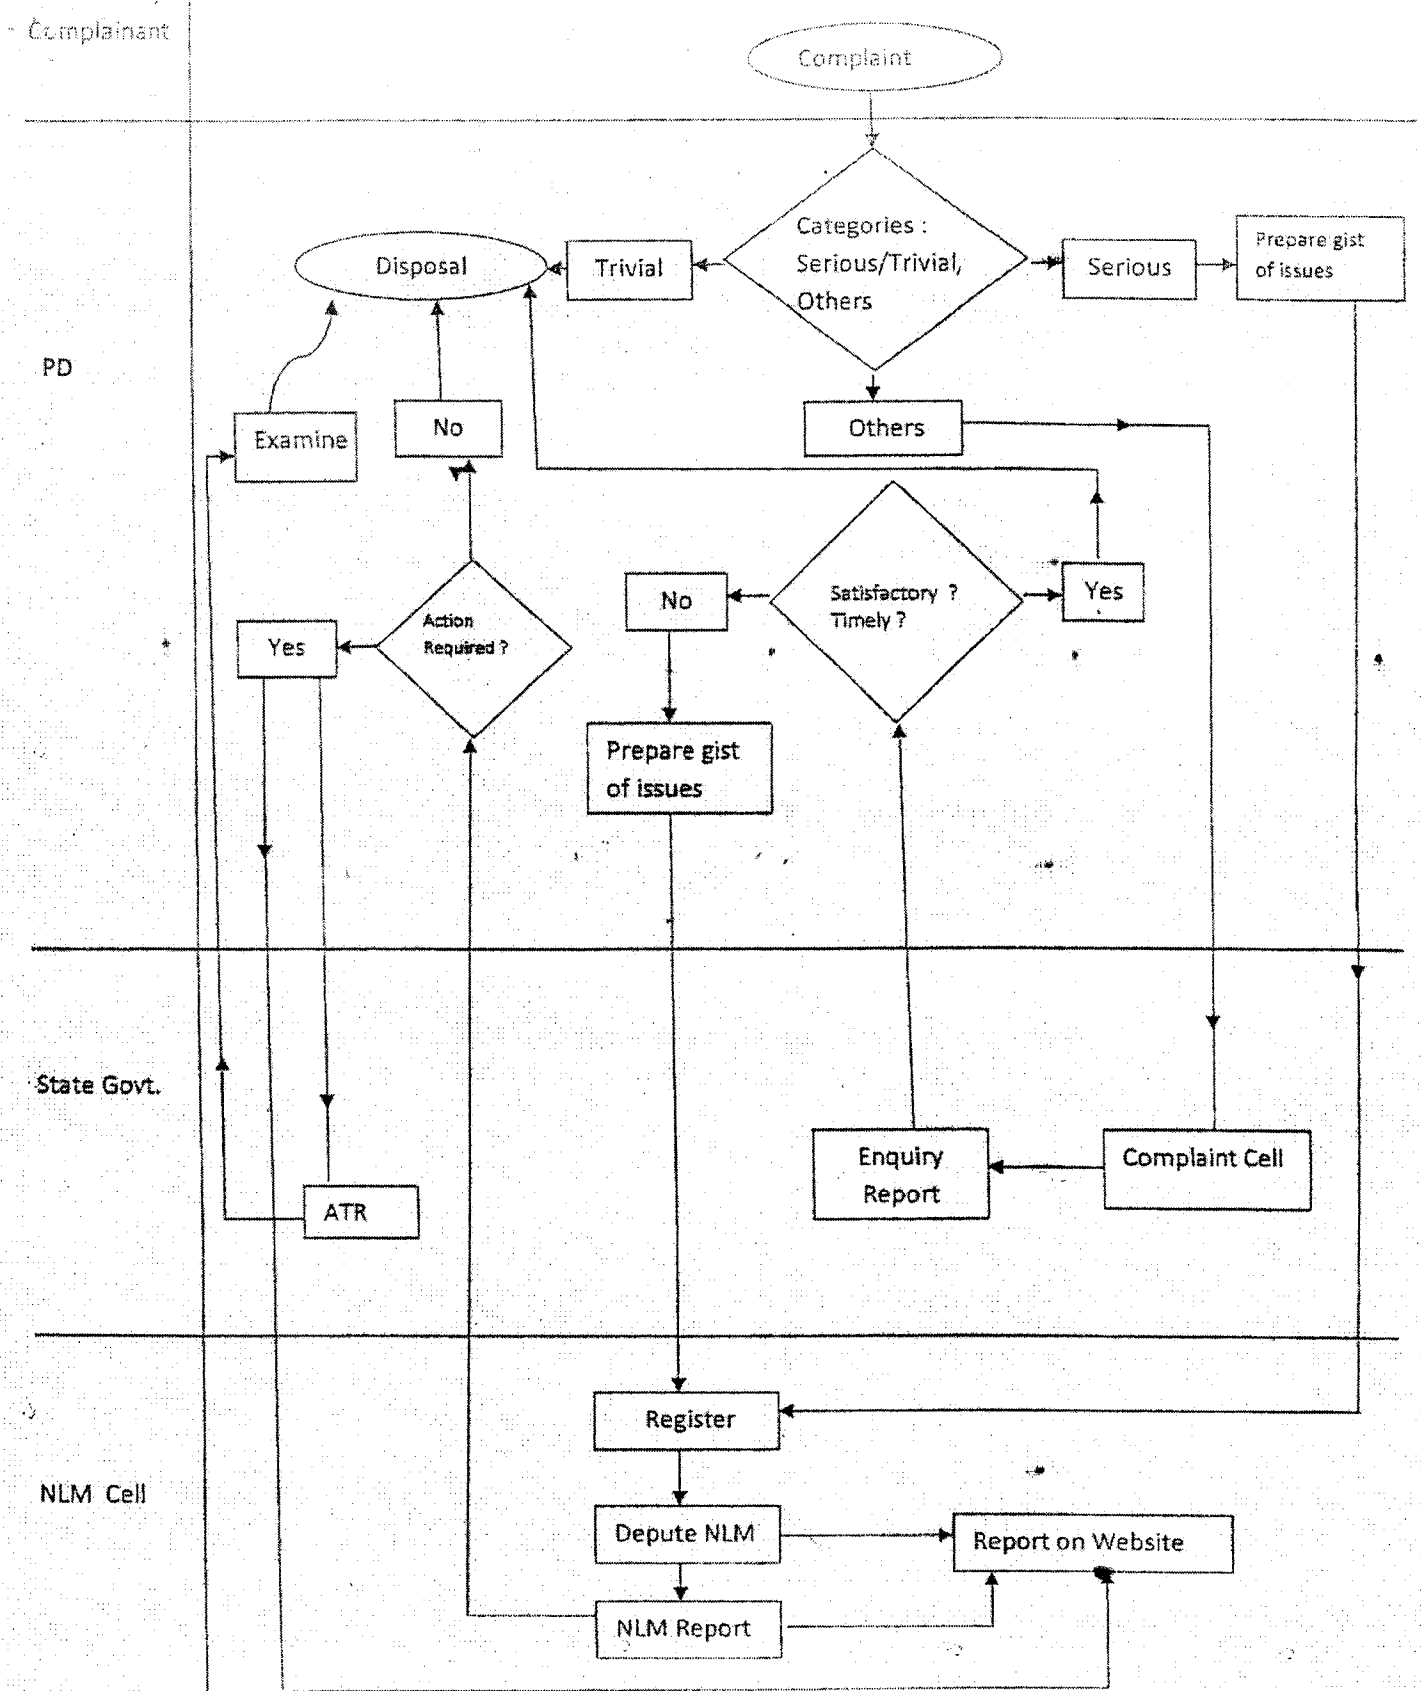 Complainant
Complaint
Categories :
Serious/Trivial,
Others
Disposal
Trivial
Serious
Prepare gist
of issues
PD
Examine
No
Others
Yes
Action
Required ?
No
Satisfactory ?
Timely ?
Yes
Prepare gist
of issues
State Govt.
Enquiry
Report
Complaint Cell
ATR
Register
NLM Cell
Depute NLM
Report on Website
NLM Report